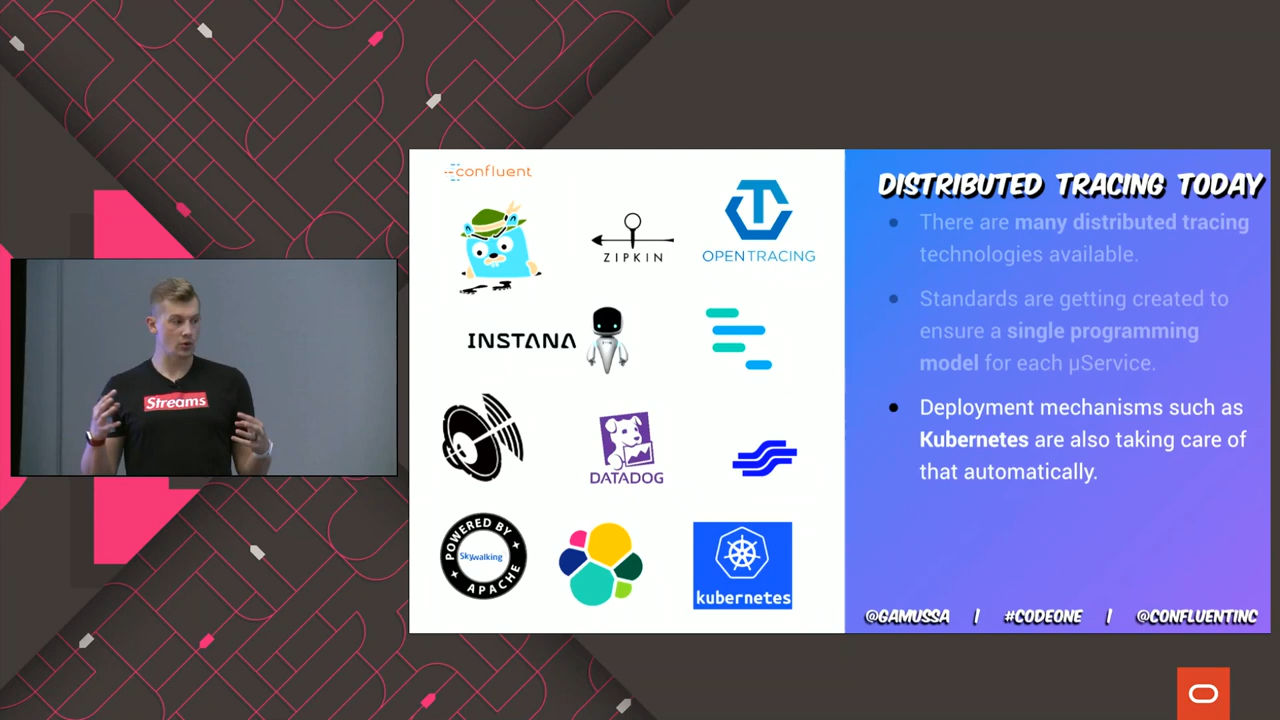 Streams
confluent
ZIPKIN
OPENTRACING
INSTANA
DATADOG
POWERED BY
Skywalking
APACHE
kubernetes
DISTRIBUTED TRACING TODAY
There are many distributed tracing
technologies available.
Standards are getting created to
ensure a single programming
model for each µService.
Deployment mechanisms such as
Kubernetes are also taking care of
that automatically.
@GAMUSSA | #CODEONE | @CONFLUENTINC